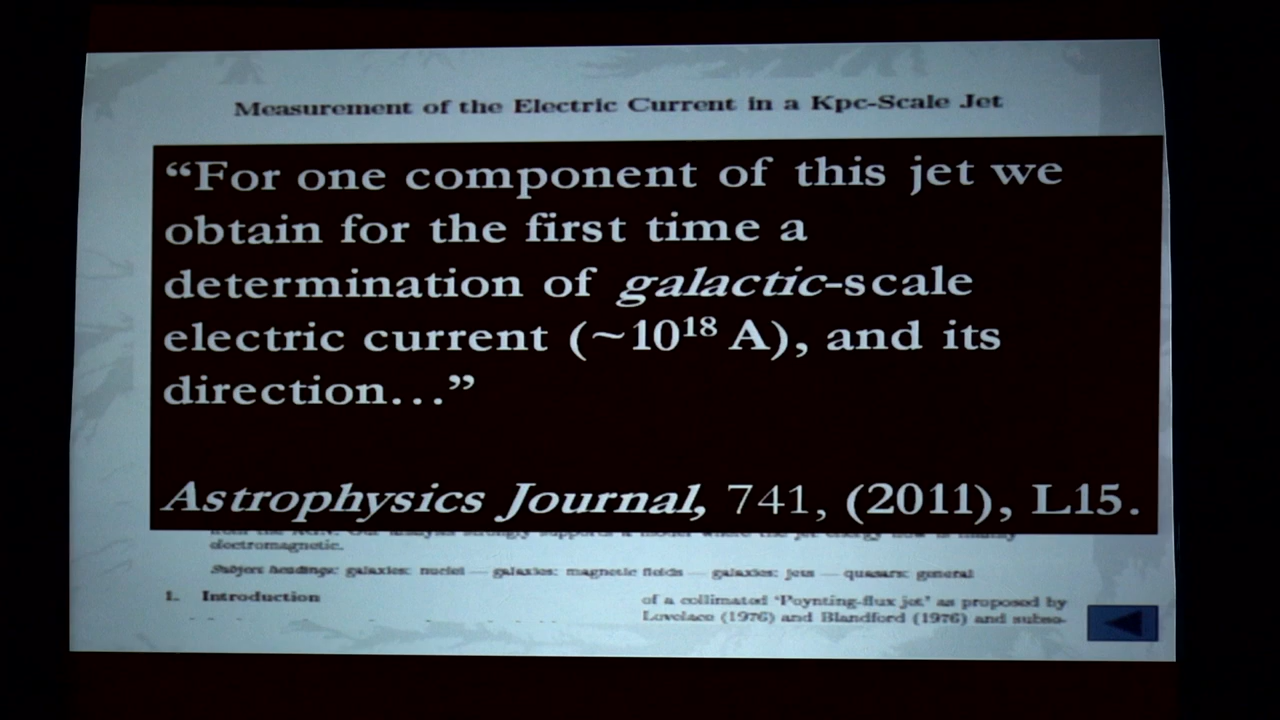 Measurement of the Electric Current in a Kpc-Scale Jet
“For one component of this jet we
obtain for the first time a
determination of galactic-scale
electric current (~10¹⁸ A), and its
direction…”
Astrophysics Journal, 741, (2011), L15.
electromagnetic.
Subject headings: galaxies: nuclei — galaxies: magnetic fields — galaxies: jets — quasars: general
1. Introduction
of a collimated ‘Poynting-flux jet’ as proposed by
Lovelace (1976) and Blandford (1976) and subse-